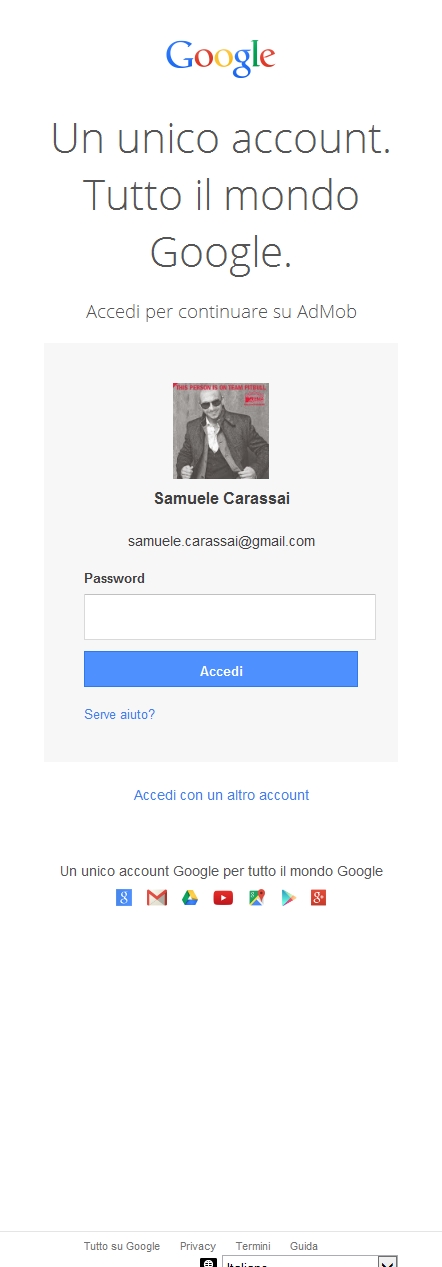 Google
Un unico account.
Tutto il mondo
Google.
Accedi per continuare su AdMob
THIS PERSON IS ON TEAM PITBULL
Samuele Carassai
samuele.carassai@gmail.com
Password
Accedi
Serve aiuto?
Accedi con un altro account
Un unico account Google per tutto il mondo Google
Tutto su Google Privacy Termini Guida
Italiano